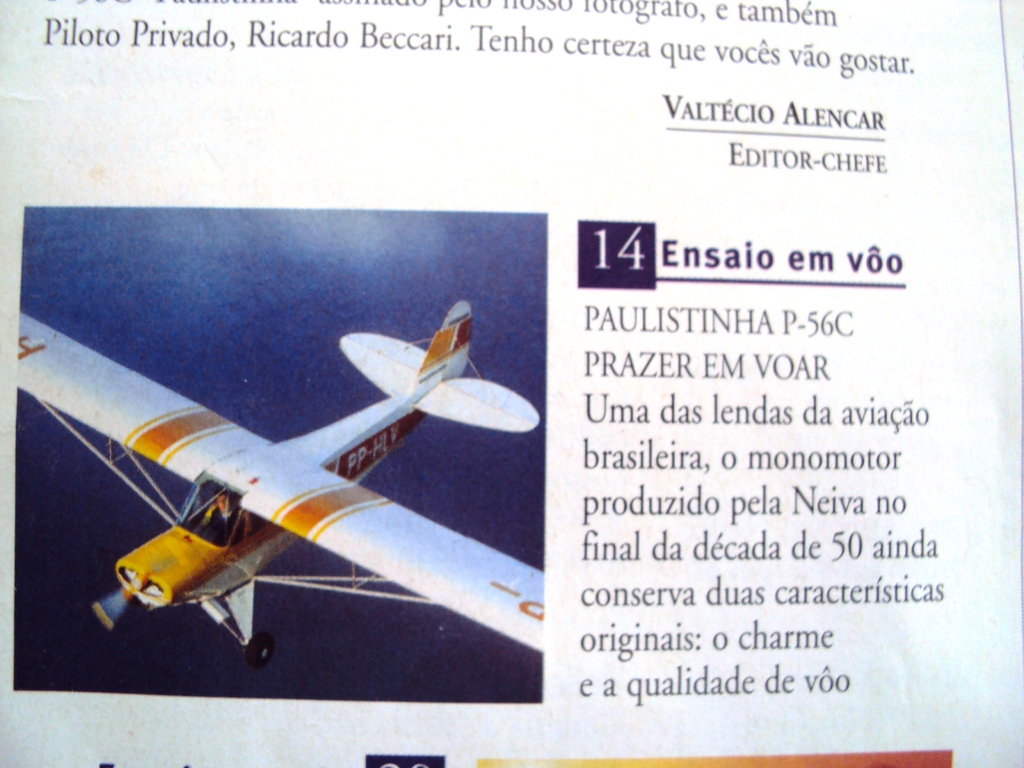 P-56C "Paulistinha" assinado pelo nosso fotógrafo, e também
Piloto Privado, Ricardo Beccari. Tenho certeza que vocês vão gostar.
VALTÉCIO ALENCAR
EDITOR-CHEFE
14 Ensaio em vôo
PAULISTINHA P-56C
PRAZER EM VOAR
Uma das lendas da aviação
brasileira, o monomotor
produzido pela Neiva no
final da década de 50 ainda
conserva duas características
originais: o charme
e a qualidade de vôo
PP-HLV